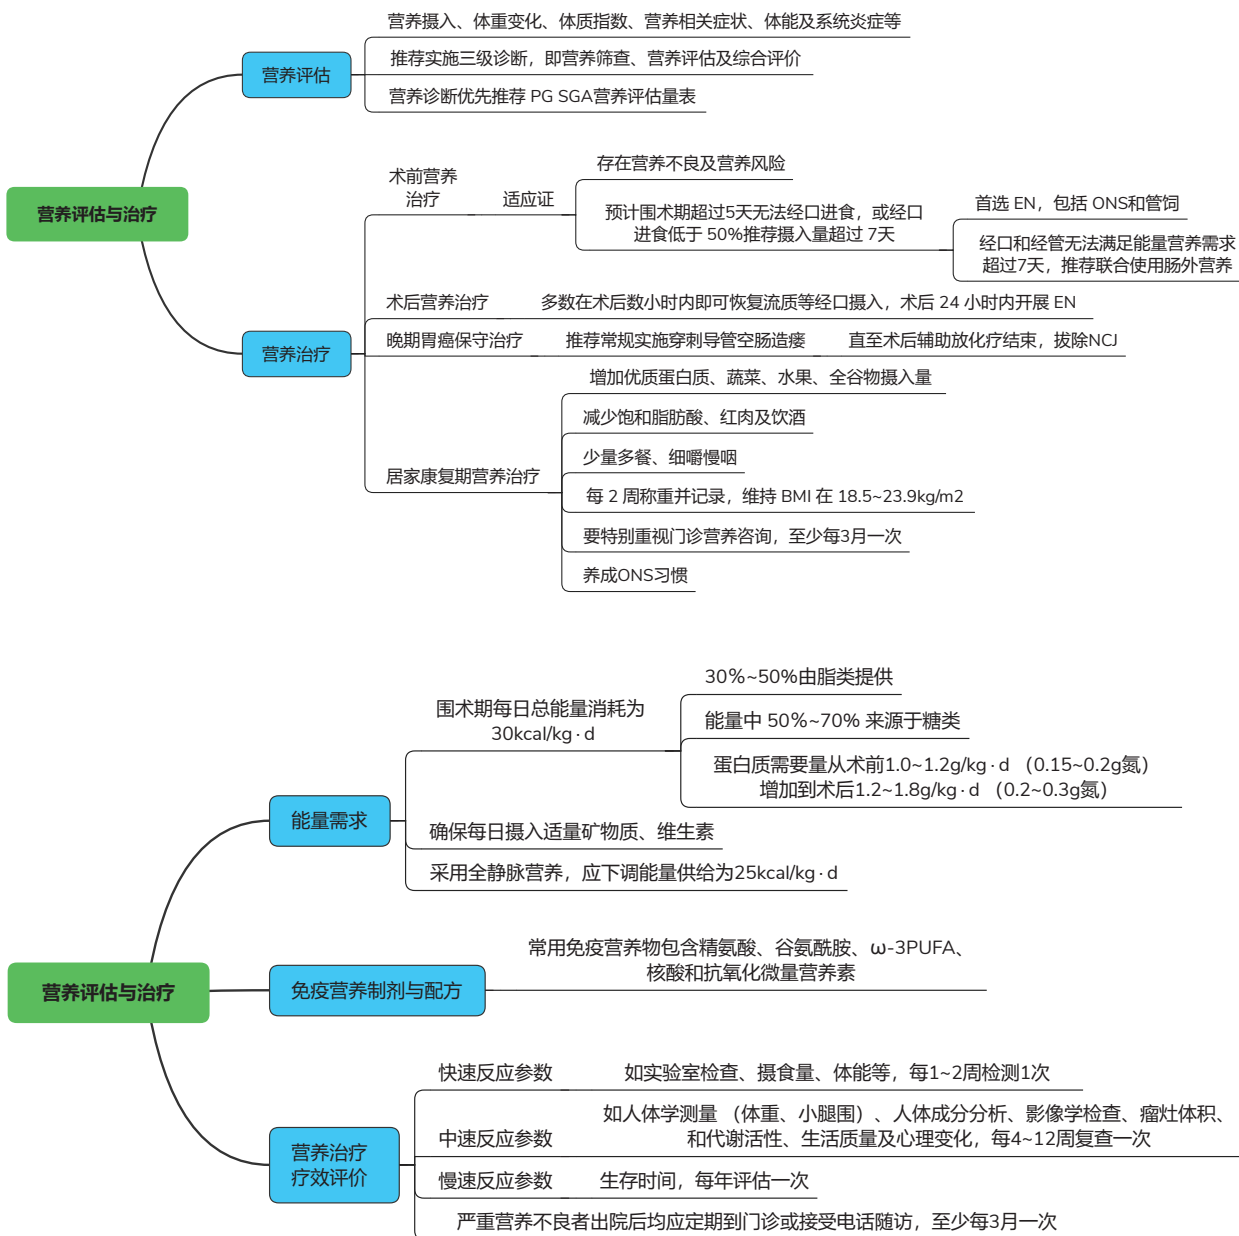 营养评估与治疗
营养评估
营养摄入、体重变化、体质指数、营养相关症状、体能及系统炎症等
推荐实施三级诊断，即营养筛查、营养评估及综合评价
营养诊断优先推荐 PG SGA营养评估量表
营养治疗
术前营养
治疗
适应证
存在营养不良及营养风险
预计围术期超过5天无法经口进食，或经口
进食低于 50%推荐摄入量超过 7天
首选 EN，包括 ONS和管饲
经口和经管无法满足能量营养需求
超过7天，推荐联合使用肠外营养
术后营养治疗
多数在术后数小时内即可恢复流质等经口摄入，术后 24 小时内开展 EN
晚期胃癌保守治疗
推荐常规实施穿刺导管空肠造瘘
直至术后辅助放化疗结束，拔除NCJ
居家康复期营养治疗
增加优质蛋白质、蔬菜、水果、全谷物摄入量
减少饱和脂肪酸、红肉及饮酒
少量多餐、细嚼慢咽
每 2 周称重并记录，维持 BMI 在 18.5~23.9kg/m2
要特别重视门诊营养咨询，至少每3月一次
养成ONS习惯
营养评估与治疗
能量需求
围术期每日总能量消耗为
30kcal/kg·d
30%~50%由脂类提供
能量中 50%~70% 来源于糖类
蛋白质需要量从术前1.0~1.2g/kg·d （0.15~0.2g氮）
增加到术后1.2~1.8g/kg·d （0.2~0.3g氮）
确保每日摄入适量矿物质、维生素
采用全静脉营养，应下调能量供给为25kcal/kg·d
免疫营养制剂与配方
常用免疫营养物包含精氨酸、谷氨酰胺、ω-3PUFA、
核酸和抗氧化微量营养素
营养治疗
疗效评价
快速反应参数
如实验室检查、摄食量、体能等，每1~2周检测1次
中速反应参数
如人体学测量 （体重、小腿围）、人体成分分析、影像学检查、瘤灶体积、
和代谢活性、生活质量及心理变化，每4~12周复查一次
慢速反应参数
生存时间，每年评估一次
严重营养不良者出院后均应定期到门诊或接受电话随访，至少每3月一次